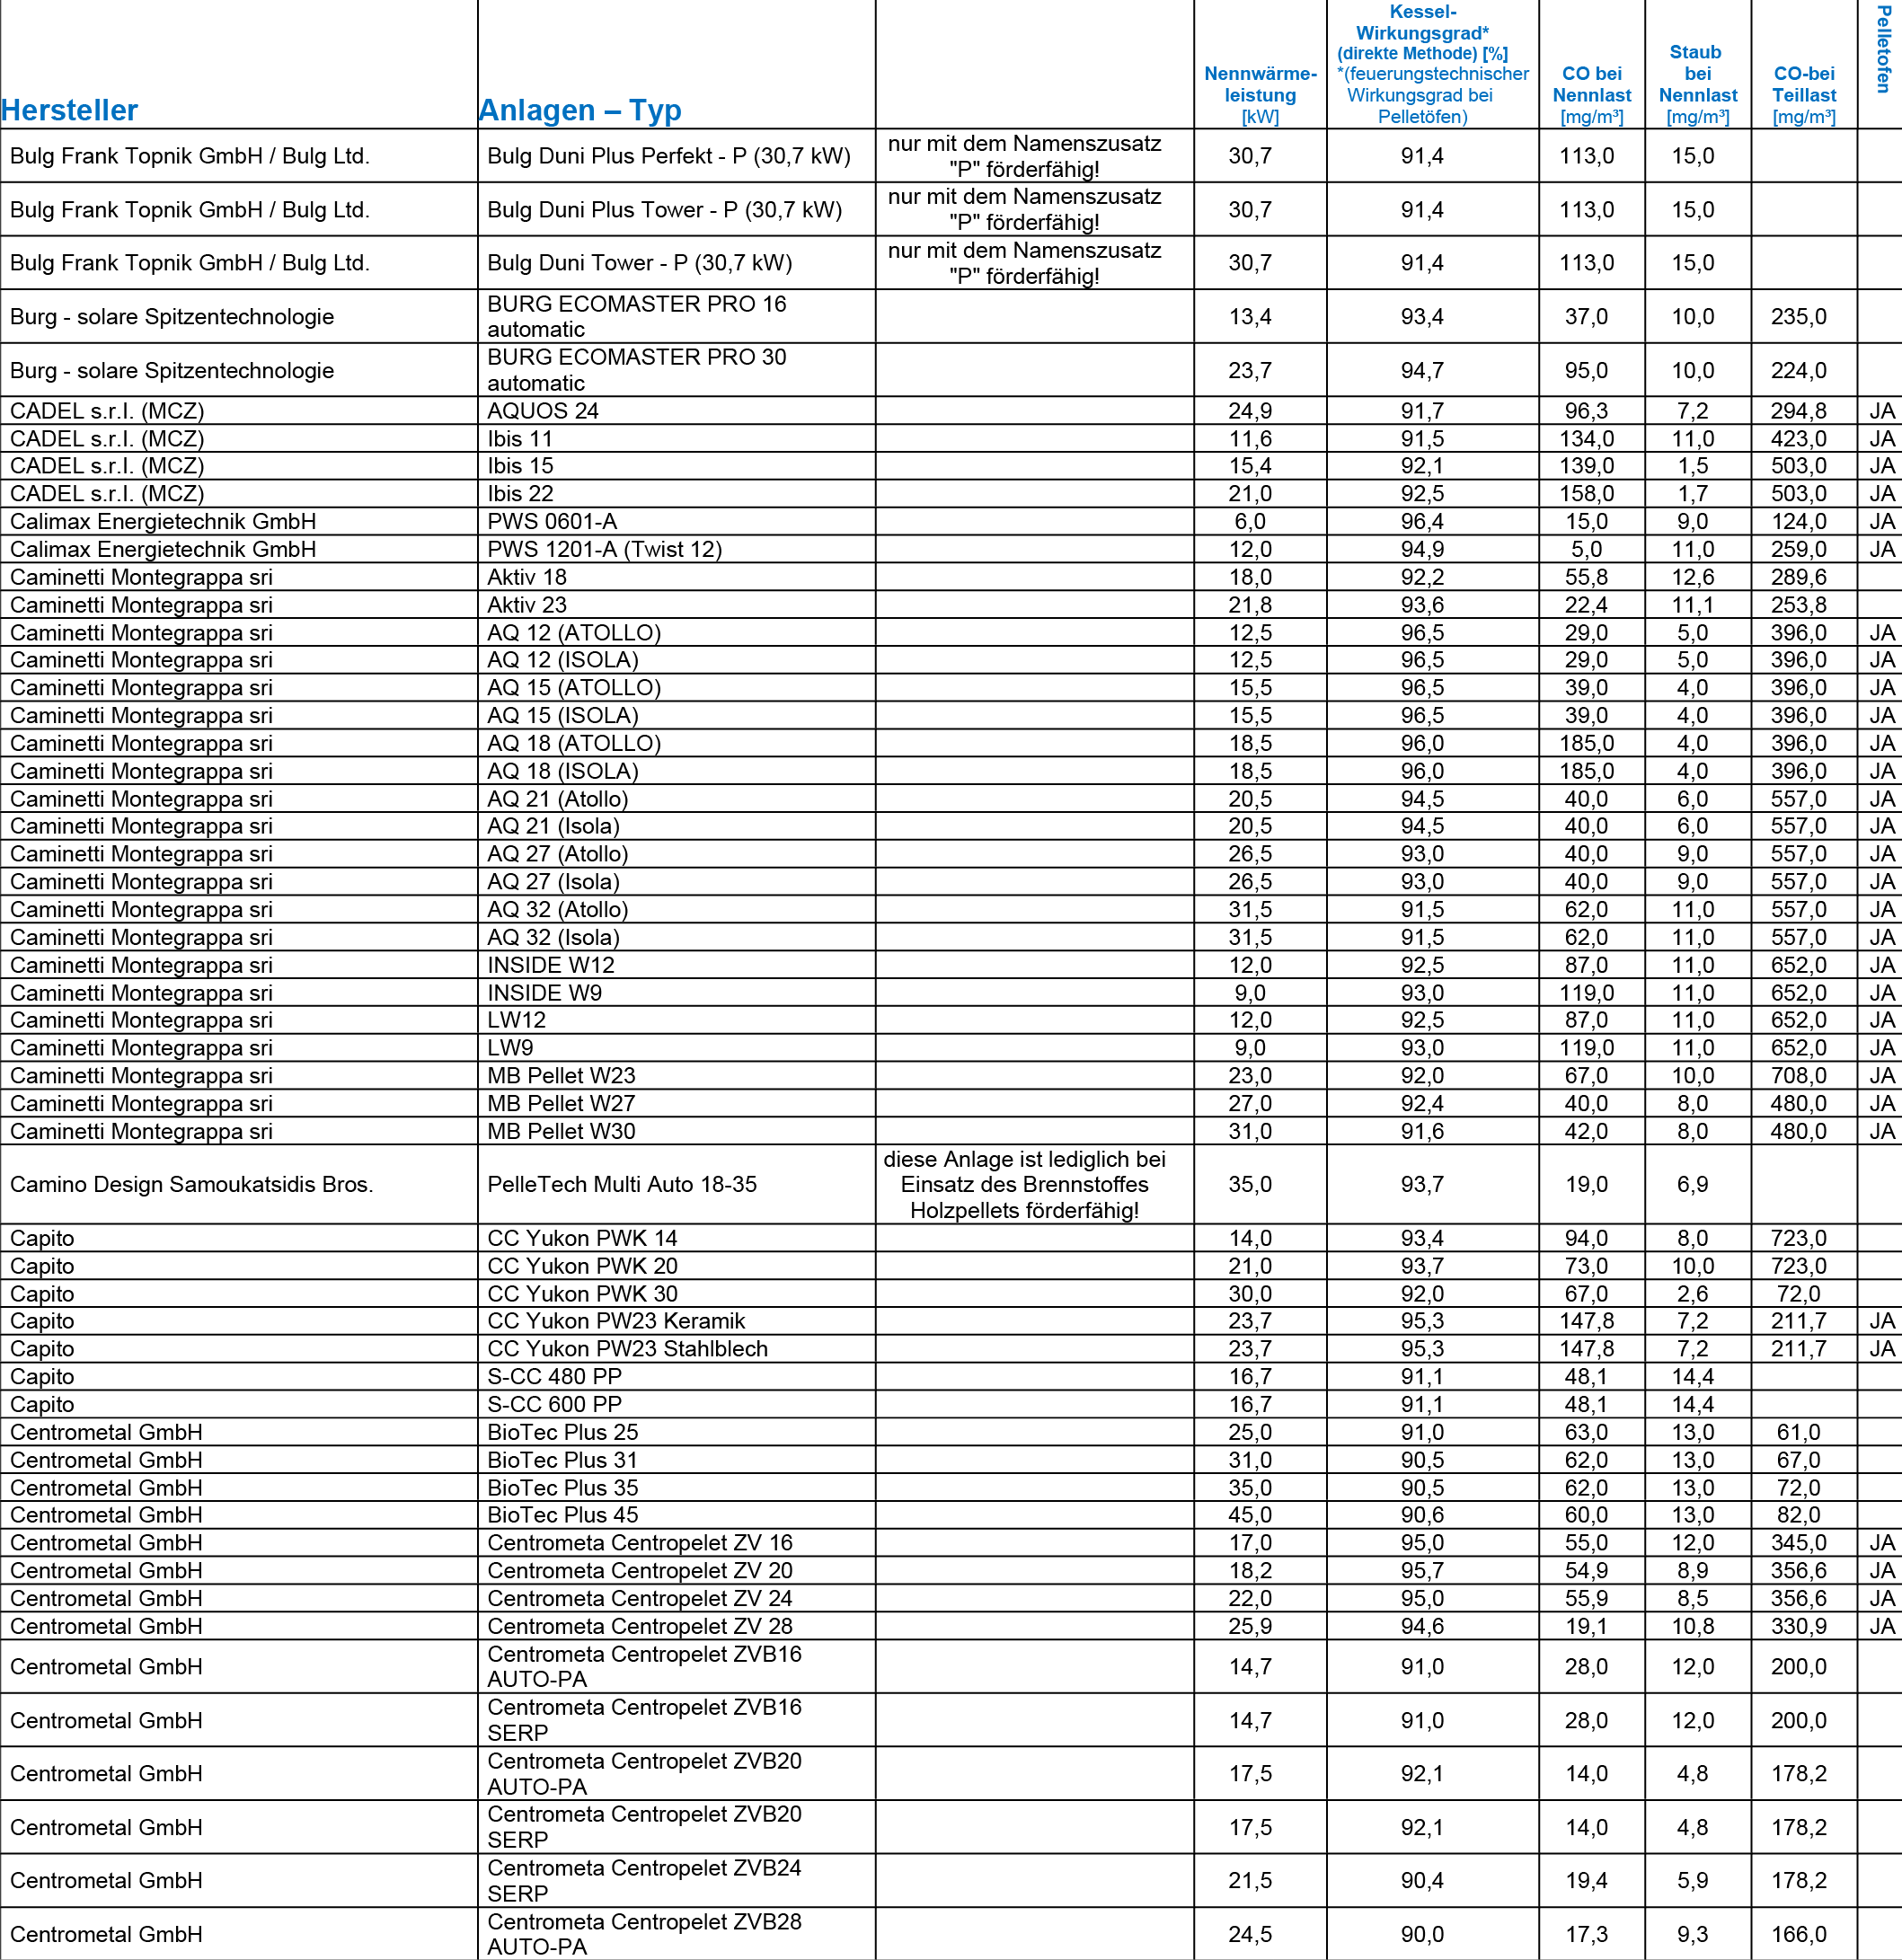 Hersteller Anlagen – Typ Nennwärme-leistung [kW] Kessel-Wirkungsgrad* (direkte Methode) [%] *(feuerungstechnischer Wirkungsgrad bei Pelletöfen) CO bei Nennlast [mg/m³] Staub bei Nennlast [mg/m³] CO-bei Teillast [mg/m³] Pelletofen
Bulg Frank Topnik GmbH / Bulg Ltd. Bulg Duni Plus Perfekt - P (30,7 kW) nur mit dem Namenszusatz "P" förderfähig! 30,7 91,4 113,0 15,0
Bulg Frank Topnik GmbH / Bulg Ltd. Bulg Duni Plus Tower - P (30,7 kW) nur mit dem Namenszusatz "P" förderfähig! 30,7 91,4 113,0 15,0
Bulg Frank Topnik GmbH / Bulg Ltd. Bulg Duni Tower - P (30,7 kW) nur mit dem Namenszusatz "P" förderfähig! 30,7 91,4 113,0 15,0
Burg - solare Spitzentechnologie BURG ECOMASTER PRO 16 automatic 13,4 93,4 37,0 10,0 235,0
Burg - solare Spitzentechnologie BURG ECOMASTER PRO 30 automatic 23,7 94,7 95,0 10,0 224,0
CADEL s.r.l. (MCZ) AQUOS 24 24,9 91,7 96,3 7,2 294,8 JA
CADEL s.r.l. (MCZ) Ibis 11 11,6 91,5 134,0 11,0 423,0 JA
CADEL s.r.l. (MCZ) Ibis 15 15,4 92,1 139,0 1,5 503,0 JA
CADEL s.r.l. (MCZ) Ibis 22 21,0 92,5 158,0 1,7 503,0 JA
Calimax Energietechnik GmbH PWS 0601-A 6,0 96,4 15,0 9,0 124,0 JA
Calimax Energietechnik GmbH PWS 1201-A (Twist 12) 12,0 94,9 5,0 11,0 259,0 JA
Caminetti Montegrappa sri Aktiv 18 18,0 92,2 55,8 12,6 289,6
Caminetti Montegrappa sri Aktiv 23 21,8 93,6 22,4 11,1 253,8
Caminetti Montegrappa sri AQ 12 (ATOLLO) 12,5 96,5 29,0 5,0 396,0 JA
Caminetti Montegrappa sri AQ 12 (ISOLA) 12,5 96,5 29,0 5,0 396,0 JA
Caminetti Montegrappa sri AQ 15 (ATOLLO) 15,5 96,5 39,0 4,0 396,0 JA
Caminetti Montegrappa sri AQ 15 (ISOLA) 15,5 96,5 39,0 4,0 396,0 JA
Caminetti Montegrappa sri AQ 18 (ATOLLO) 18,5 96,0 185,0 4,0 396,0 JA
Caminetti Montegrappa sri AQ 18 (ISOLA) 18,5 96,0 185,0 4,0 396,0 JA
Caminetti Montegrappa sri AQ 21 (Atollo) 20,5 94,5 40,0 6,0 557,0 JA
Caminetti Montegrappa sri AQ 21 (Isola) 20,5 94,5 40,0 6,0 557,0 JA
Caminetti Montegrappa sri AQ 27 (Atollo) 26,5 93,0 40,0 9,0 557,0 JA
Caminetti Montegrappa sri AQ 27 (Isola) 26,5 93,0 40,0 9,0 557,0 JA
Caminetti Montegrappa sri AQ 32 (Atollo) 31,5 91,5 62,0 11,0 557,0 JA
Caminetti Montegrappa sri AQ 32 (Isola) 31,5 91,5 62,0 11,0 557,0 JA
Caminetti Montegrappa sri INSIDE W12 12,0 92,5 87,0 11,0 652,0 JA
Caminetti Montegrappa sri INSIDE W9 9,0 93,0 119,0 11,0 652,0 JA
Caminetti Montegrappa sri LW12 12,0 92,5 87,0 11,0 652,0 JA
Caminetti Montegrappa sri LW9 9,0 93,0 119,0 11,0 652,0 JA
Caminetti Montegrappa sri MB Pellet W23 23,0 92,0 67,0 10,0 708,0 JA
Caminetti Montegrappa sri MB Pellet W27 27,0 92,4 40,0 8,0 480,0 JA
Caminetti Montegrappa sri MB Pellet W30 31,0 91,6 42,0 8,0 480,0 JA
Camino Design Samoukatsidis Bros. PelleTech Multi Auto 18-35 diese Anlage ist lediglich bei Einsatz des Brennstoffes Holzpellets förderfähig! 35,0 93,7 19,0 6,9
Capito CC Yukon PWK 14 14,0 93,4 94,0 8,0 723,0
Capito CC Yukon PWK 20 21,0 93,7 73,0 10,0 723,0
Capito CC Yukon PWK 30 30,0 92,0 67,0 2,6 72,0
Capito CC Yukon PW23 Keramik 23,7 95,3 147,8 7,2 211,7 JA
Capito CC Yukon PW23 Stahlblech 23,7 95,3 147,8 7,2 211,7 JA
Capito S-CC 480 PP 16,7 91,1 48,1 14,4
Capito S-CC 600 PP 16,7 91,1 48,1 14,4
Centrometal GmbH BioTec Plus 25 25,0 91,0 63,0 13,0 61,0
Centrometal GmbH BioTec Plus 31 31,0 90,5 62,0 13,0 67,0
Centrometal GmbH BioTec Plus 35 35,0 90,5 62,0 13,0 72,0
Centrometal GmbH BioTec Plus 45 45,0 90,6 60,0 13,0 82,0
Centrometal GmbH Centrometa Centropelet ZV 16 17,0 95,0 55,0 12,0 345,0 JA
Centrometal GmbH Centrometa Centropelet ZV 20 18,2 95,7 54,9 8,9 356,6 JA
Centrometal GmbH Centrometa Centropelet ZV 24 22,0 95,0 55,9 8,5 356,6 JA
Centrometal GmbH Centrometa Centropelet ZV 28 25,9 94,6 19,1 10,8 330,9 JA
Centrometal GmbH Centrometa Centropelet ZVB16 AUTO-PA 14,7 91,0 28,0 12,0 200,0
Centrometal GmbH Centrometa Centropelet ZVB16 SERP 14,7 91,0 28,0 12,0 200,0
Centrometal GmbH Centrometa Centropelet ZVB20 AUTO-PA 17,5 92,1 14,0 4,8 178,2
Centrometal GmbH Centrometa Centropelet ZVB20 SERP 17,5 92,1 14,0 4,8 178,2
Centrometal GmbH Centrometa Centropelet ZVB24 SERP 21,5 90,4 19,4 5,9 178,2
Centrometal GmbH Centrometa Centropelet ZVB28 AUTO-PA 24,5 90,0 17,3 9,3 166,0